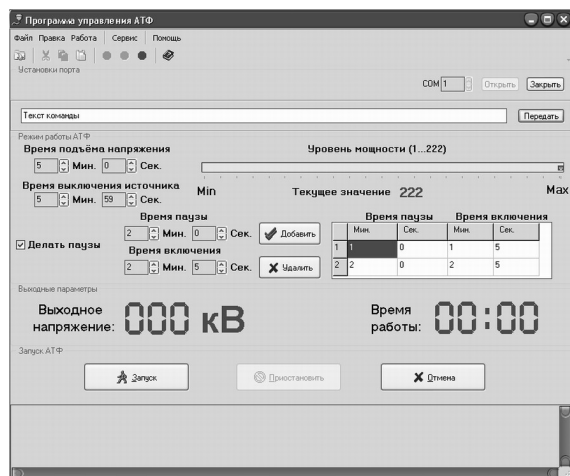 Программа управления АТФ
Файл Правка Работа Сервис Помощь
Установки порта
COM 1 Открыть Закрыть
Текст команды Передать
Режим работы АТФ
Время подъёма напряжения Уровень мощности (1...222)
5 Мин. 0 Сек.
Время выключения источника
5 Мин. 59 Сек. Min Текущее значение 222 Max
Время паузы Время паузы Время включения
2 Мин. 0 Сек. Добавить Мин. Сек. Мин. Сек.
Делать паузы 1 1 0 1 5
Время включения
2 Мин. 5 Сек. Удалить 2 2 0 2 5
Выходные параметры
Выходное напряжение: 000 кВ Время работы: 00:00
Запуск АТФ
Запуск Приостановить Отмена